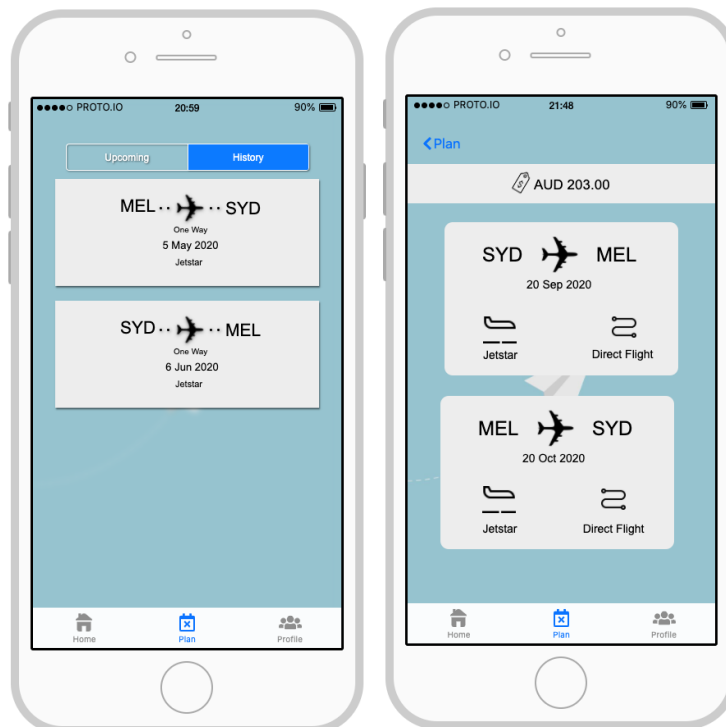 PROTO.IO 20:59 90%
Upcoming History
MEL SYD
One Way
5 May 2020
Jetstar
SYD MEL
One Way
6 Jun 2020
Jetstar
Home Plan Profile
PROTO.IO 21:48 90%
Plan
$ AUD 203.00
SYD MEL
20 Sep 2020
Jetstar Direct Flight
MEL SYD
20 Oct 2020
Jetstar Direct Flight
Home Plan Profile